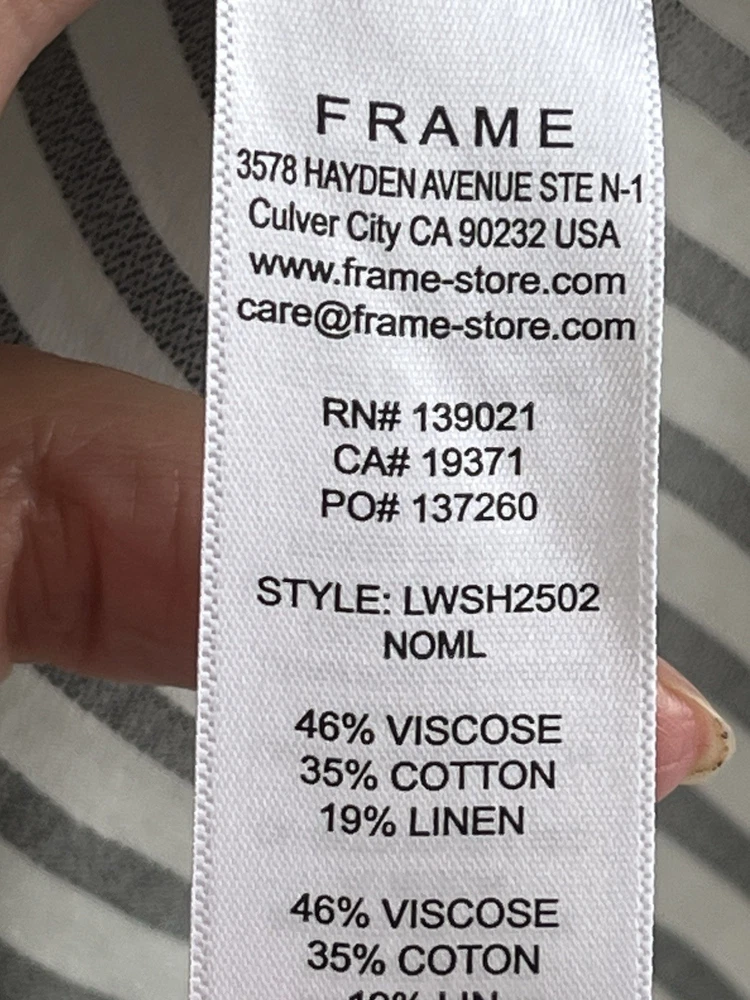 FRAME
3578 HAYDEN AVENUE STE N-1
Culver City CA 90232 USA
www.frame-store.com
care@frame-store.com
RN# 139021
CA# 19371
PO# 137260
STYLE: LWSH2502
NOML
46% VISCOSE
35% COTTON
19% LINEN
46% VISCOSE
35% COTON
19% LIN